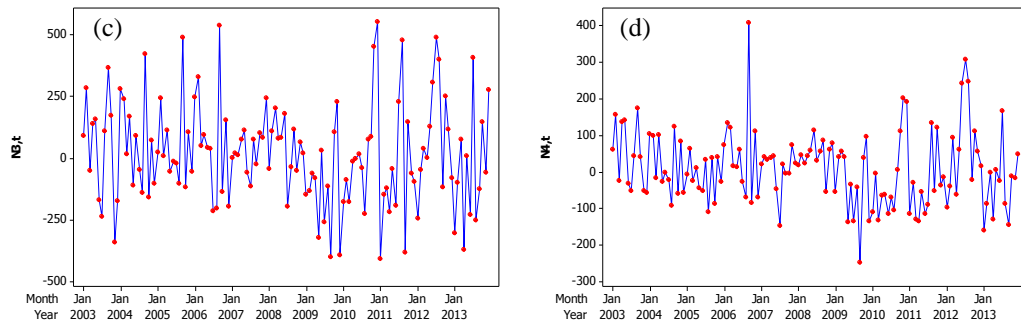 (c)
N3,t
500
250
0
-250
-500
Month Jan Jan Jan Jan Jan Jan Jan Jan Jan Jan Jan
Year 2003 2004 2005 2006 2007 2008 2009 2010 2011 2012 2013
(d)
N4,t
400
300
200
100
0
-100
-200
-300
Month Jan Jan Jan Jan Jan Jan Jan Jan Jan Jan Jan
Year 2003 2004 2005 2006 2007 2008 2009 2010 2011 2012 2013